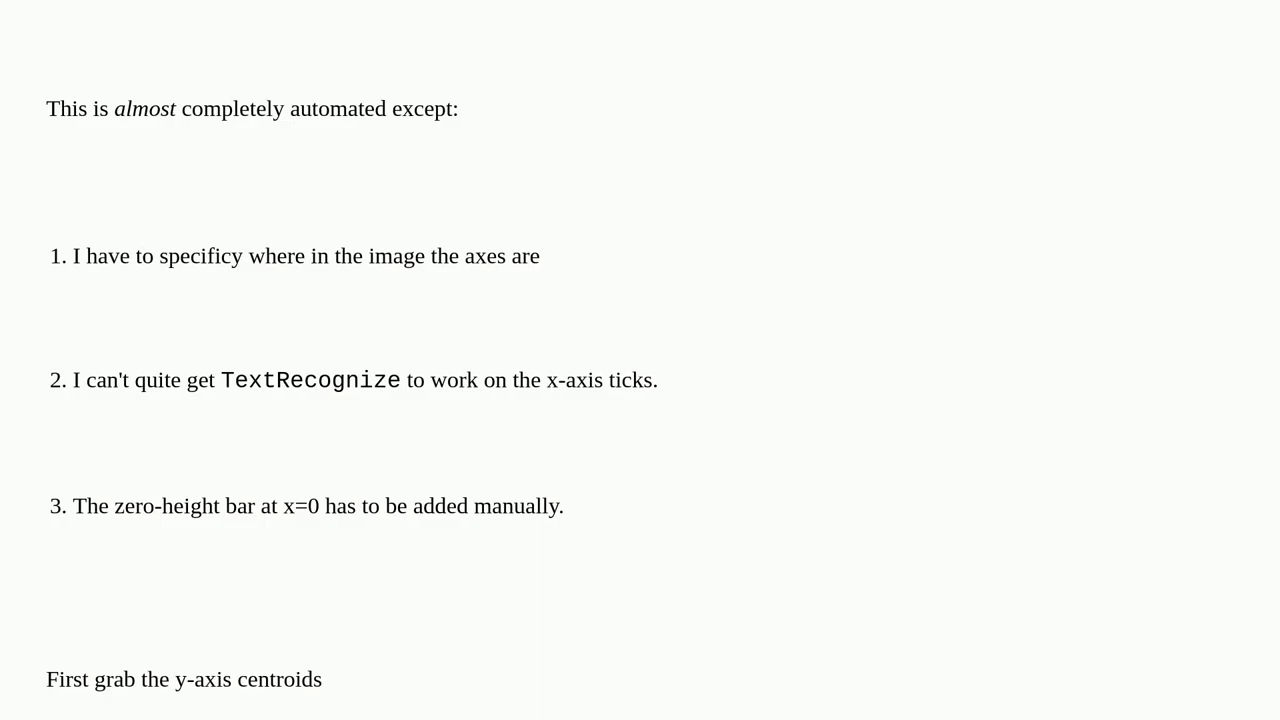 This is almost completely automated except:
1. I have to specificy where in the image the axes are
2. I can't quite get TextRecognize to work on the x-axis ticks.
3. The zero-height bar at x=0 has to be added manually.
First grab the y-axis centroids